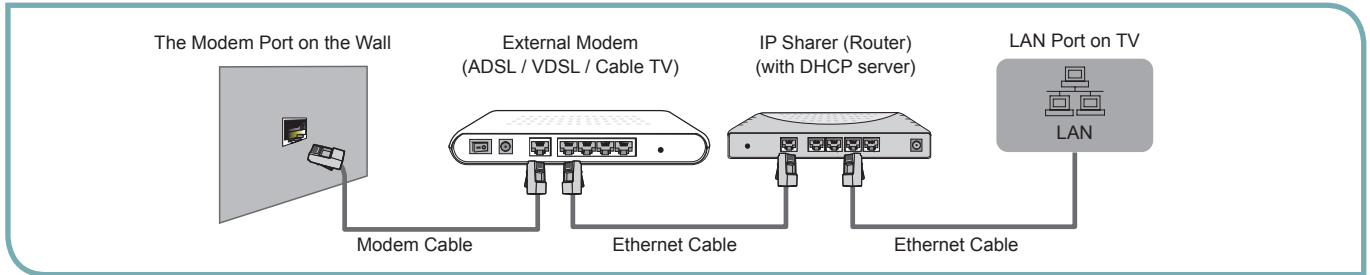 The Modem Port on the Wall
External Modem
(ADSL / VDSL / Cable TV)
IP Sharer (Router)
(with DHCP server)
LAN Port on TV
LAN
Modem Cable
Ethernet Cable
Ethernet Cable